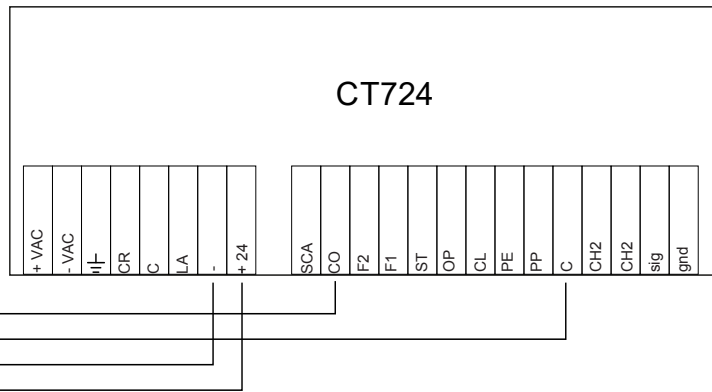 CT724
+ VAC
- VAC
CR
C
LA
-
+ 24
SCA
CO
F2
F1
ST
OP
CL
PE
PP
C
CH2
CH2
sig
gnd